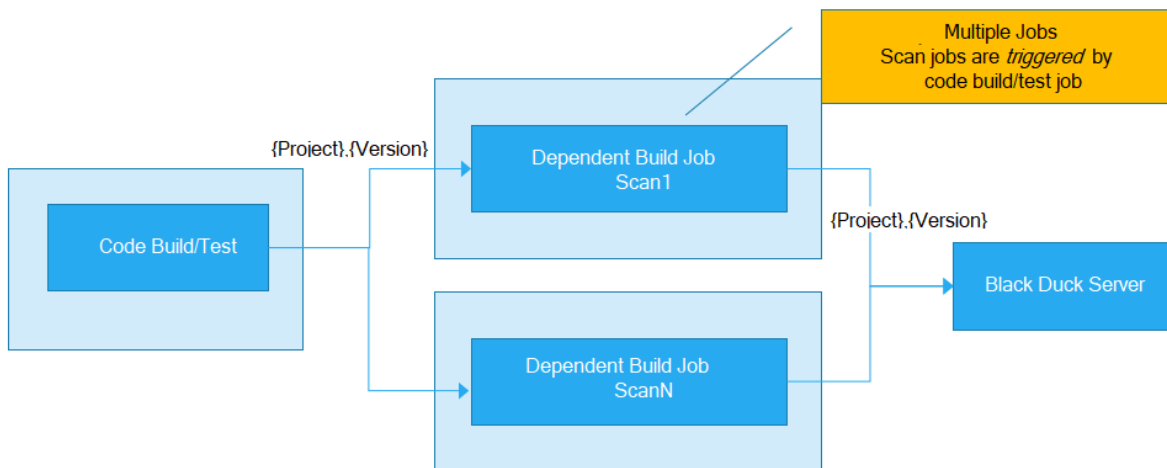 Multiple Jobs
Scan jobs are triggered by
code build/test job
{Project},{Version}
Dependent Build Job
Scan1
Code Build/Test
{Project},{Version}
Black Duck Server
Dependent Build Job
ScanN